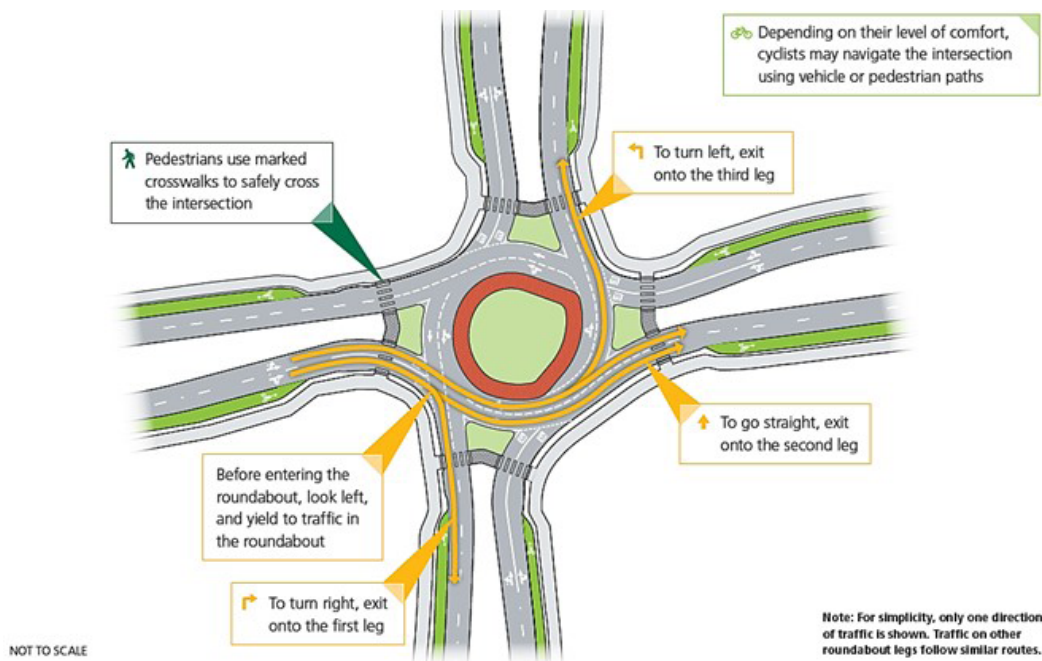 Depending on their level of comfort,
cyclists may navigate the intersection
using vehicle or pedestrian paths
Pedestrians use marked
crosswalks to safely cross
the intersection
To turn left, exit
onto the third leg
To go straight, exit
onto the second leg
Before entering the
roundabout, look left,
and yield to traffic in
the roundabout
To turn right, exit
onto the first leg
NOT TO SCALE
Note: For simplicity, only one direction
of traffic is shown. Traffic on other
roundabout legs follow similar routes.